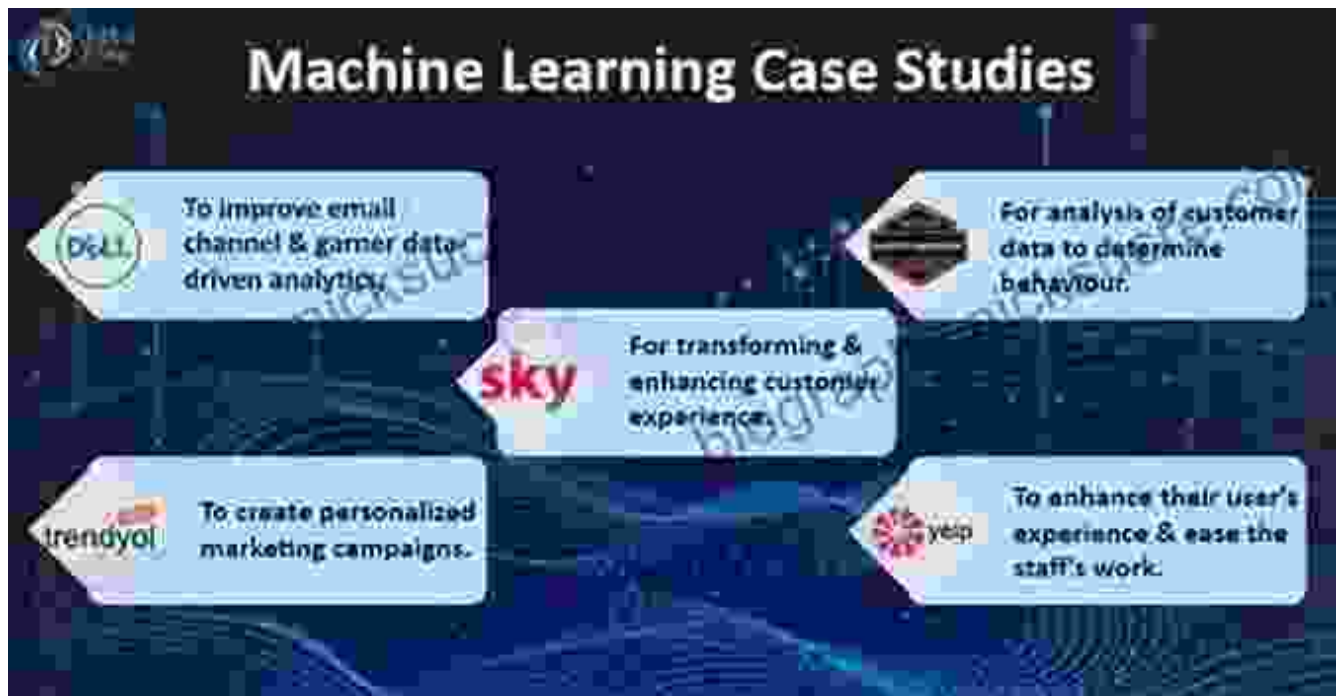 Machine Learning Case Studies
DELL
To improve email
channel & gamer data
driven analytics.
For analysis of customer
data to determine
behaviour.
sky
For transforming &
enhancing customer
experience.
trendyol
To create personalized
marketing campaigns.
yelp
To enhance their user's
experience & ease the
staff's work.